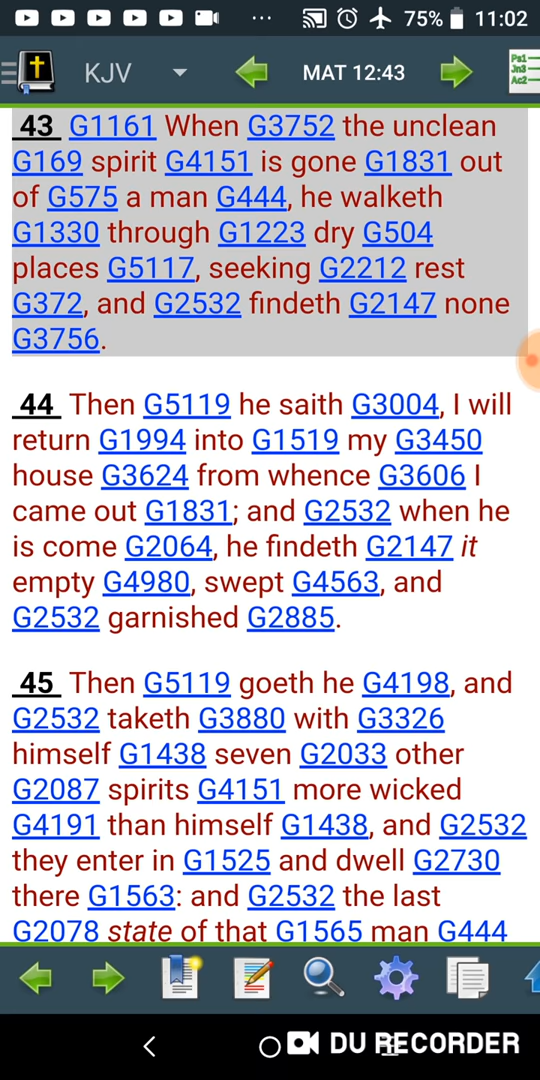 75% 11:02
KJV MAT 12:43 Ps1 Jn3 Ac2
43 G1161 When G3752 the unclean
G169 spirit G4151 is gone G1831 out
of G575 a man G444, he walketh
G1330 through G1223 dry G504
places G5117, seeking G2212 rest
G372, and G2532 findeth G2147 none
G3756.
44 Then G5119 he saith G3004, I will
return G1994 into G1519 my G3450
house G3624 from whence G3606 I
came out G1831; and G2532 when he
is come G2064, he findeth G2147 it
empty G4980, swept G4563, and
G2532 garnished G2885.
45 Then G5119 goeth he G4198, and
G2532 taketh G3880 with G3326
himself G1438 seven G2033 other
G2087 spirits G4151 more wicked
G4191 than himself G1438, and G2532
they enter in G1525 and dwell G2730
there G1563: and G2532 the last
G2078 state of that G1565 man G444
DU RECORDER